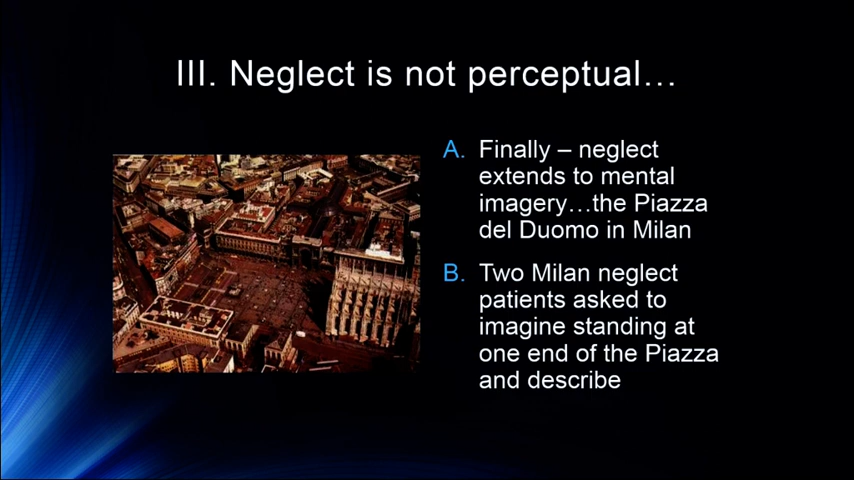 III. Neglect is not perceptual…
A. Finally – neglect
extends to mental
imagery…the Piazza
del Duomo in Milan
B. Two Milan neglect
patients asked to
imagine standing at
one end of the Piazza
and describe